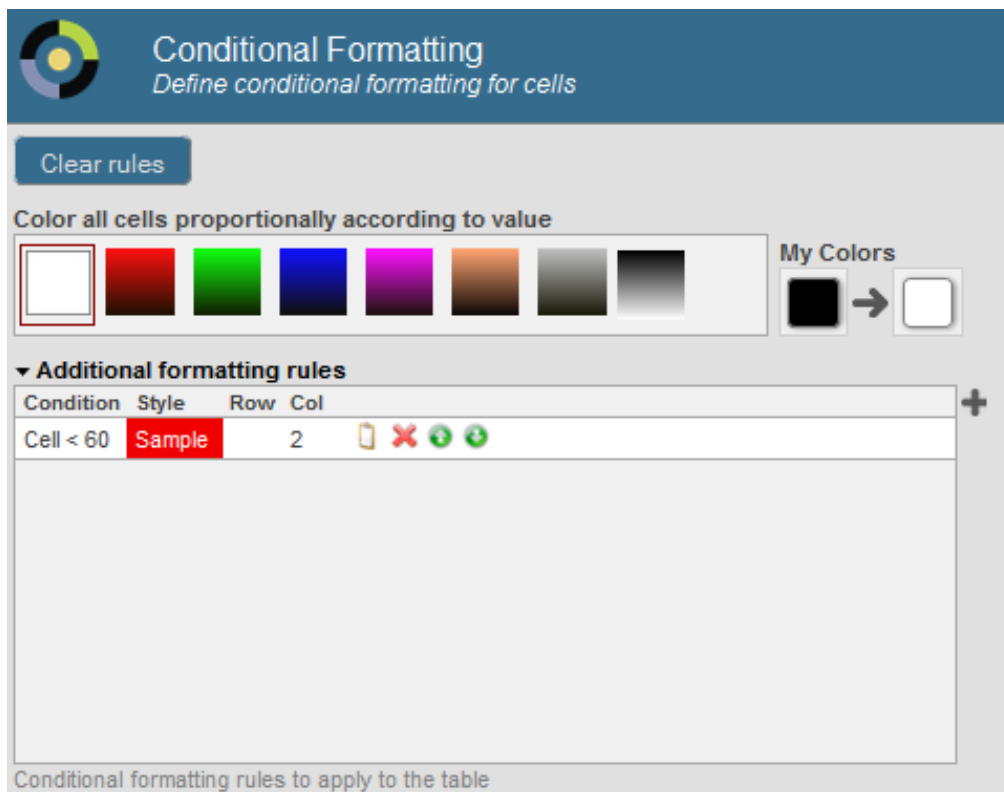 Conditional Formatting
Define conditional formatting for cells
Clear rules
Color all cells proportionally according to value
My Colors
Additional formatting rules
Condition Style Row Col
Cell < 60 Sample 2
Conditional formatting rules to apply to the table